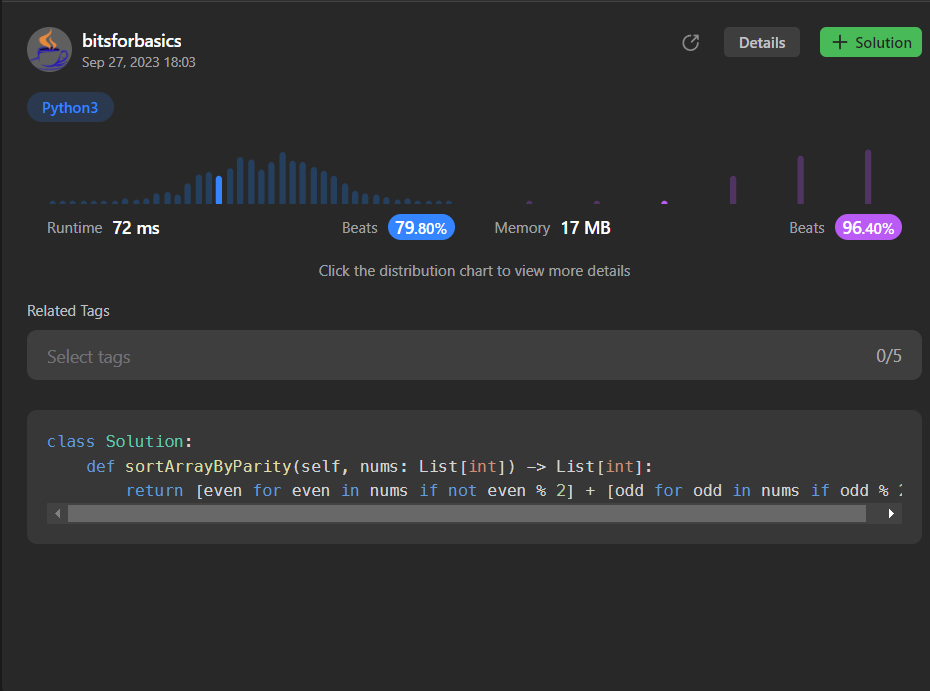 bitsforbasics
Sep 27, 2023 18:03
Details
Solution
Python3
Runtime 72 ms
Beats 79.80%
Memory 17 MB
Beats 96.40%
Click the distribution chart to view more details
Related Tags
Select tags 0/5
class Solution:
    def sortArrayByParity(self, nums: List[int]) -> List[int]:
        return [even for even in nums if not even % 2] + [odd for odd in nums if odd %